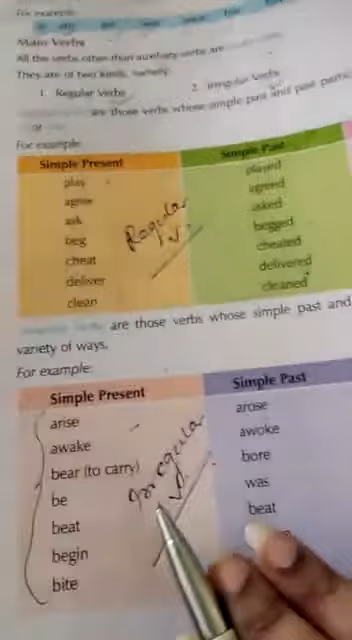 For example:
Main Verbs
All the verbs other than auxiliary verbs are
They are of two kinds, namely:
1. Regular Verbs 2. Irregular Verbs
are those verbs whose simple past and past partic
For example:
Simple Present Simple Past
play played
agree agreed
ask asked
beg begged
cheat cheated
deliver delivered
clean cleaned
Regular V.
are those verbs whose simple past and
variety of ways.
For example:
Simple Present Simple Past
arise arose
awake awoke
bear (to carry) bore
be was
beat beat
begin
bite
Irregular V.